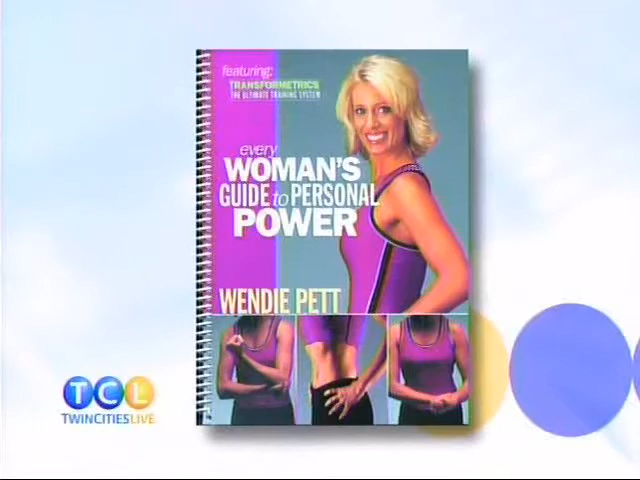 featuring:
TRANSFORMETRICS
THE ULTIMATE TRAINING SYSTEM
every
WOMAN'S
GUIDE to PERSONAL
POWER
WENDIE PETT
TCL
TWINCITIESLIVE